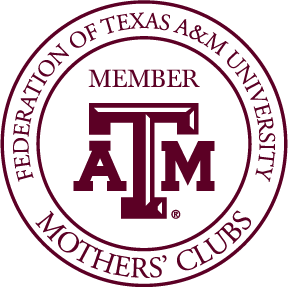 FEDERATION OF TEXAS A&M UNIVERSITY
MEMBER
ATM®
MOTHERS' CLUBS